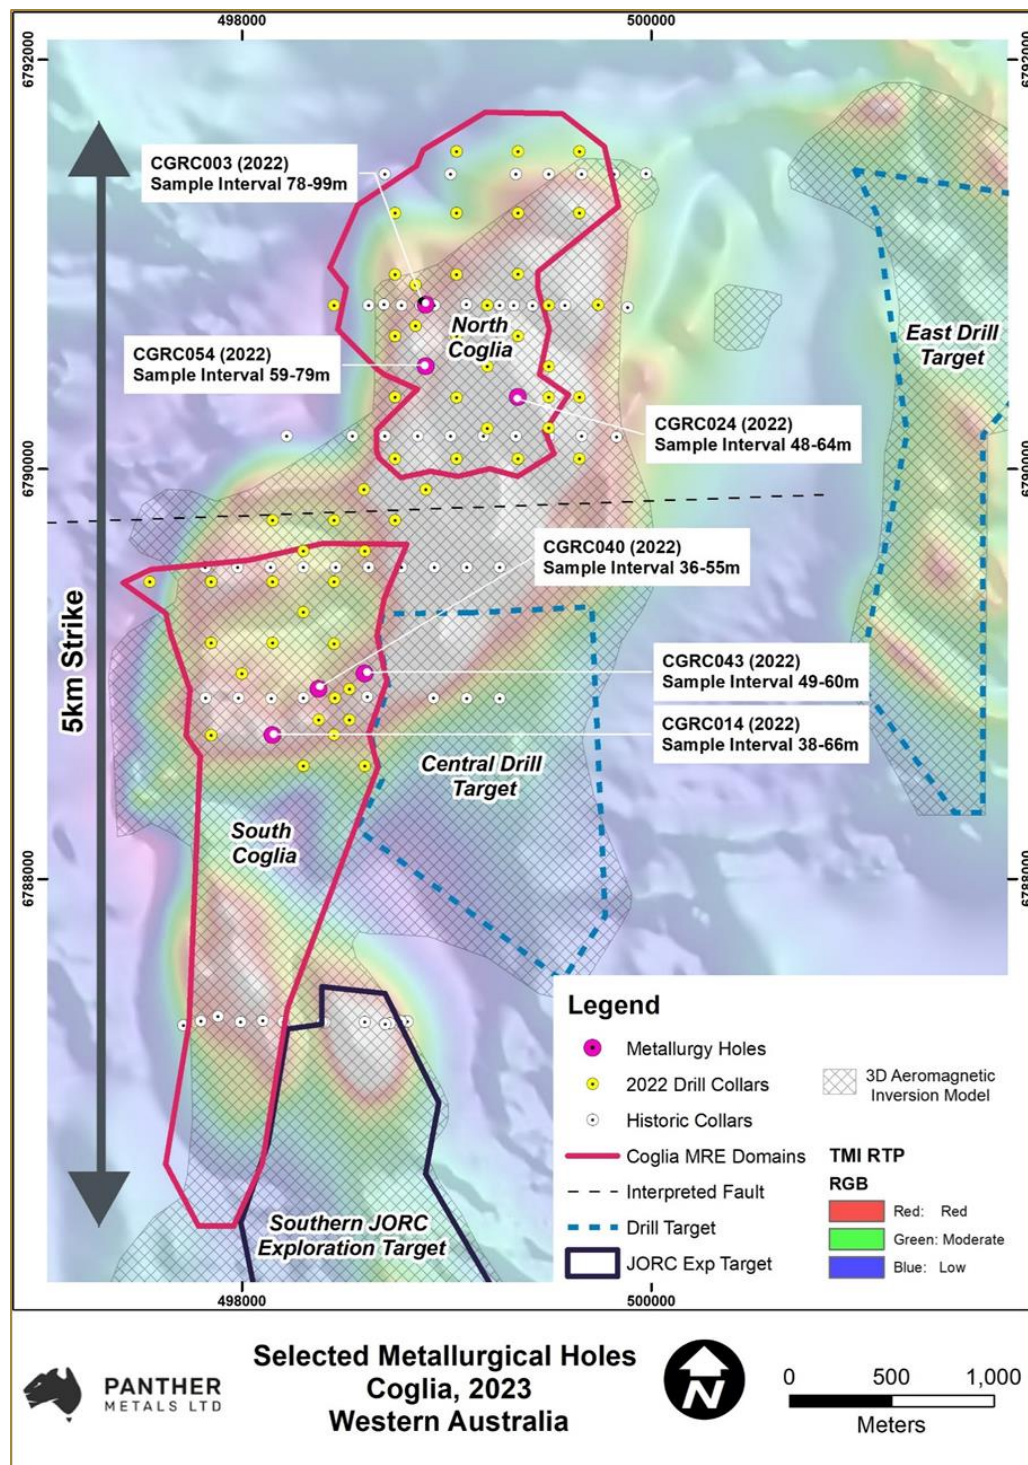 498000
500000
6792000
6792000
CGRC003 (2022)
Sample Interval 78-99m
North
Coglia
East Drill
Target
CGRC054 (2022)
Sample Interval 59-79m
CGRC024 (2022)
Sample Interval 48-64m
6790000
6790000
CGRC040 (2022)
Sample Interval 36-55m
5km Strike
CGRC043 (2022)
Sample Interval 49-60m
CGRC014 (2022)
Sample Interval 38-66m
Central Drill
Target
South
Coglia
6788000
6788000
Southern JORC
Exploration Target
Legend
Metallurgy Holes
2022 Drill Collars
Historic Collars
Coglia MRE Domains
Interpreted Fault
Drill Target
JORC Exp Target
3D Aeromagnetic
Inversion Model
TMI RTP
RGB
Red: Red
Green: Moderate
Blue: Low
498000
500000
PANTHER
METALS LTD
Selected Metallurgical Holes
Coglia, 2023
Western Australia
N
0 500 1,000
Meters